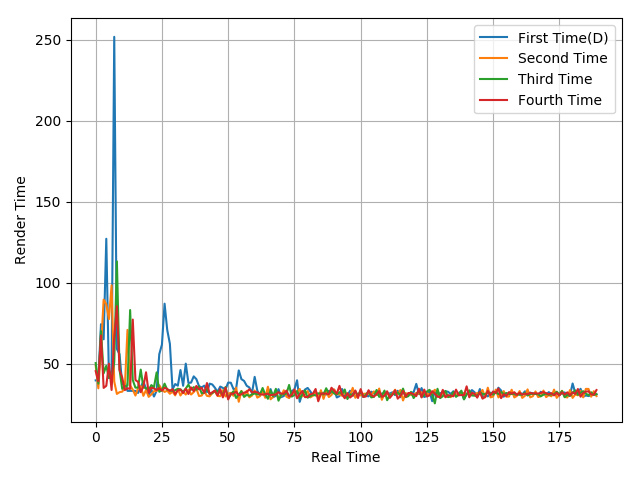 First Time(D)
Second Time
Third Time
Fourth Time
250
200
150
100
50
Render Time
0 25 50 75 100 125 150 175
Real Time